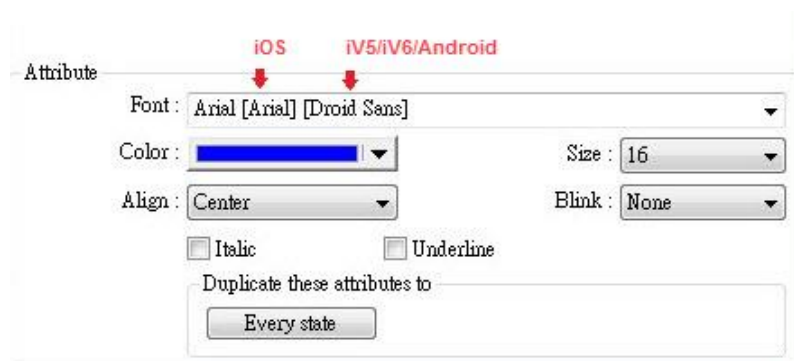 iOS iV5/iV6/Android
Attribute
Font : Arial [Arial] [Droid Sans]
Color : Size : 16
Align : Center Blink : None
Italic Underline
Duplicate these attributes to
Every state